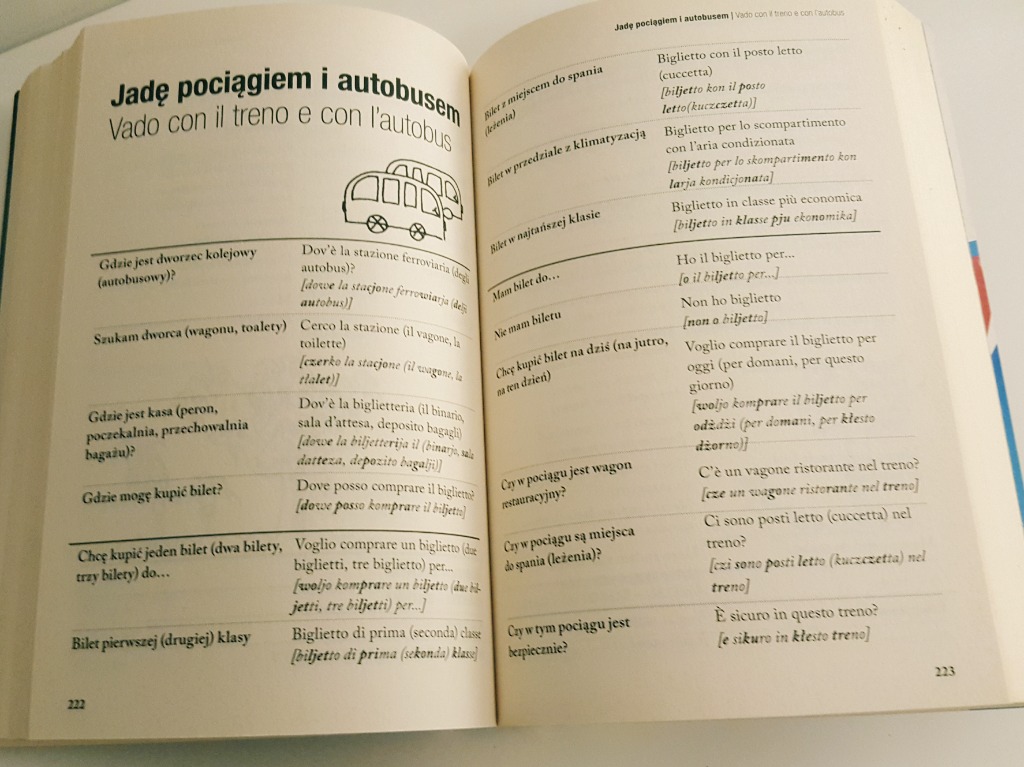 Jadę pociągiem i autobusem
Vado con il treno e con l'autobus
Gdzie jest dworzec kolejowy
(autobusowy)?
Dov'è la stazione ferroviaria (degli
autobus)?
[dowe la stacjone ferrowiarja (delji
autobus)]
Szukam dworca (wagonu, toalety)
Cerco la stazione (il vagone, la
toilette)
[czerko la stacjone (il wagone, la
tłalet)]
Gdzie jest kasa (peron,
poczekalnia, przechowalnia
bagażu)?
Dov'è la biglietteria (il binario,
sala d'attesa, deposito bagagli)
[dowe la biljetterija il (binarjo, sala
datteza, depozito bagalji)]
Gdzie mogę kupić bilet?
Dove posso comprare il biglietto?
[dowe posso komprare il biljetto]
Chcę kupić jeden bilet (dwa bilety,
trzy bilety) do...
Voglio comprare un biglietto (due
biglietti, tre biglietto) per...
[woljo komprare un biljetto (due bil-
jetti, tre biljetti) per...]
Bilet pierwszej (drugiej) klasy
Biglietto di prima (seconda) classe
[biljetto di prima (sekonda) klasse]
222
Jadę pociągiem i autobusem | Vado con il treno e con l'autobus
Bilet z miejscem do spania
(leżenia)
Biglietto con il posto letto
(cuccetta)
[biljetto kon il posto
letto(kuczczetta)]
Bilet w przedziale z klimatyzacją
Biglietto per lo scompartimento
con l'aria condizionata
[biljetto per lo skompartimento kon
larja kondicjonata]
Bilet w najtańszej klasie
Biglietto in classe più economica
[biljetto in klasse pju ekonomika]
Mam bilet do...
Ho il biglietto per...
[o il biljetto per...]
Nie mam biletu
Non ho biglietto
[non o biljetto]
Chcę kupić bilet na dziś (na jutro,
na ten dzień)
Voglio comprare il biglietto per
oggi (per domani, per questo
giorno)
[woljo komprare il biljetto per
odżdżi (per domani, per kłesto
dżorno)]
Czy w pociągu jest wagon
restauracyjny?
C'è un vagone ristorante nel treno?
[cze un wagone ristorante nel treno]
Czy w pociągu są miejsca
do spania (leżenia)?
Ci sono posti letto (cuccetta) nel
treno?
[czi sono posti letto (kuczczetta) nel
treno]
Czy w tym pociągu jest
bezpiecznie?
È sicuro in questo treno?
[e sikuro in kłesto treno]
223